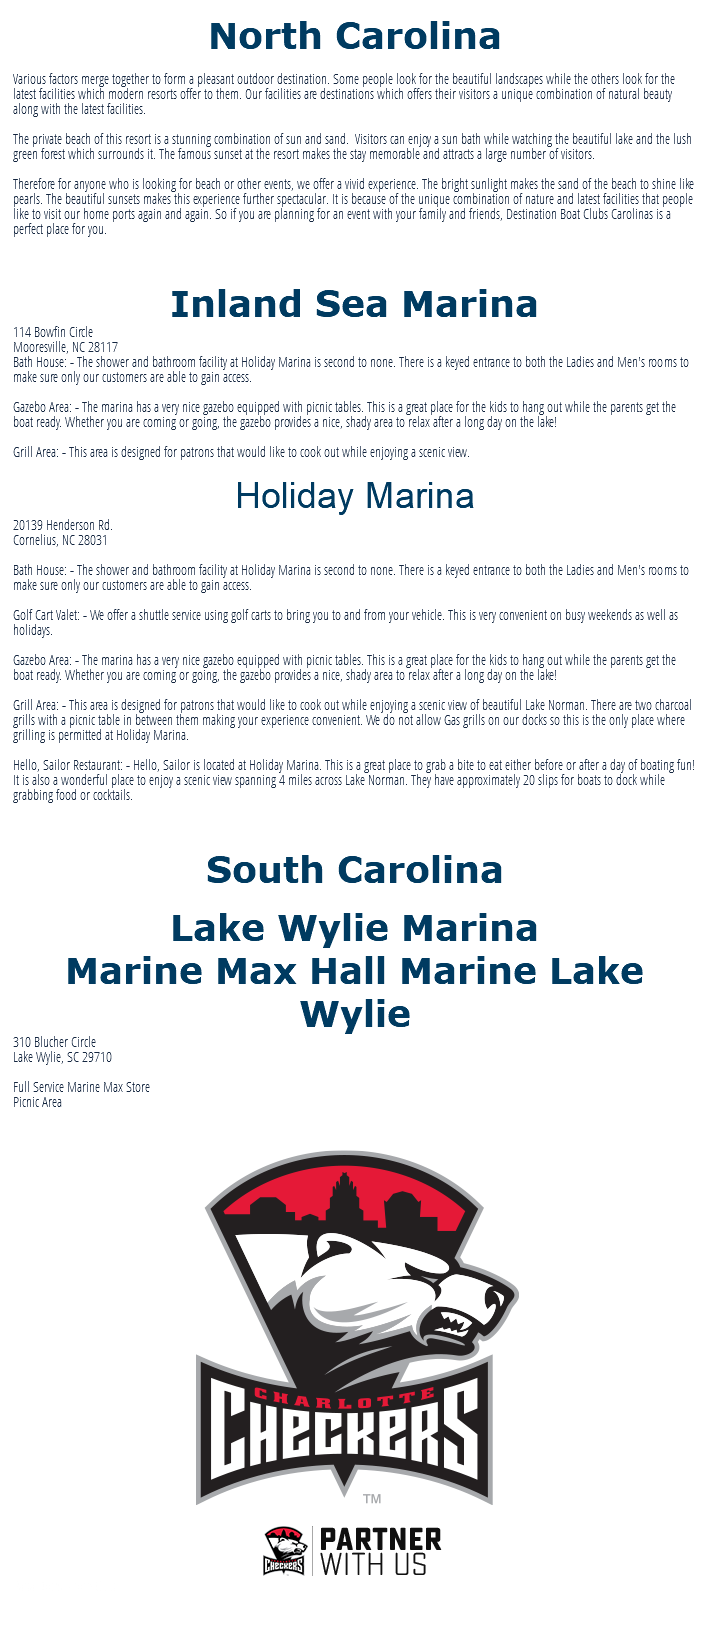 North Carolina
Various factors merge together to form a pleasant outdoor destination. Some people look for the beautiful landscapes while the others look for the
latest facilities which modern resorts offer to them. Our facilities are destinations which offers their visitors a unique combination of natural beauty
along with the latest facilities.
The private beach of this resort is a stunning combination of sun and sand.  Visitors can enjoy a sun bath while watching the beautiful lake and the lush
green forest which surrounds it. The famous sunset at the resort makes the stay memorable and attracts a large number of visitors.
Therefore for anyone who is looking for beach or other events, we offer a vivid experience. The bright sunlight makes the sand of the beach to shine like
pearls. The beautiful sunsets makes this experience further spectacular. It is because of the unique combination of nature and latest facilities that people
like to visit our home ports again and again. So if you are planning for an event with your family and friends, Destination Boat Clubs Carolinas is a
perfect place for you.
Inland Sea Marina
114 Bowfin Circle
Mooresville, NC 28117
Bath House: - The shower and bathroom facility at Holiday Marina is second to none. There is a keyed entrance to both the Ladies and Men's rooms to
make sure only our customers are able to gain access.
Gazebo Area: - The marina has a very nice gazebo equipped with picnic tables. This is a great place for the kids to hang out while the parents get the
boat ready. Whether you are coming or going, the gazebo provides a nice, shady area to relax after a long day on the lake!
Grill Area: - This area is designed for patrons that would like to cook out while enjoying a scenic view.
Holiday Marina
20139 Henderson Rd.
Cornelius, NC 28031
Bath House: - The shower and bathroom facility at Holiday Marina is second to none. There is a keyed entrance to both the Ladies and Men's rooms to
make sure only our customers are able to gain access.
Golf Cart Valet: - We offer a shuttle service using golf carts to bring you to and from your vehicle. This is very convenient on busy weekends as well as
holidays.
Gazebo Area: - The marina has a very nice gazebo equipped with picnic tables. This is a great place for the kids to hang out while the parents get the
boat ready. Whether you are coming or going, the gazebo provides a nice, shady area to relax after a long day on the lake!
Grill Area: - This area is designed for patrons that would like to cook out while enjoying a scenic view of beautiful Lake Norman. There are two charcoal
grills with a picnic table in between them making your experience convenient. We do not allow Gas grills on our docks so this is the only place where
grilling is permitted at Holiday Marina.
Hello, Sailor Restaurant: - Hello, Sailor is located at Holiday Marina. This is a great place to grab a bite to eat either before or after a day of boating fun!
It is also a wonderful place to enjoy a scenic view spanning 4 miles across Lake Norman. They have approximately 20 slips for boats to dock while
grabbing food or cocktails.
South Carolina
Lake Wylie Marina
Marine Max Hall Marine Lake
Wylie
310 Blucher Circle
Lake Wylie, SC 29710
Full Service Marine Max Store
Picnic Area
CHARLOTTE
CHECKERS
TM
CHECKERS
PARTNER
WITH US